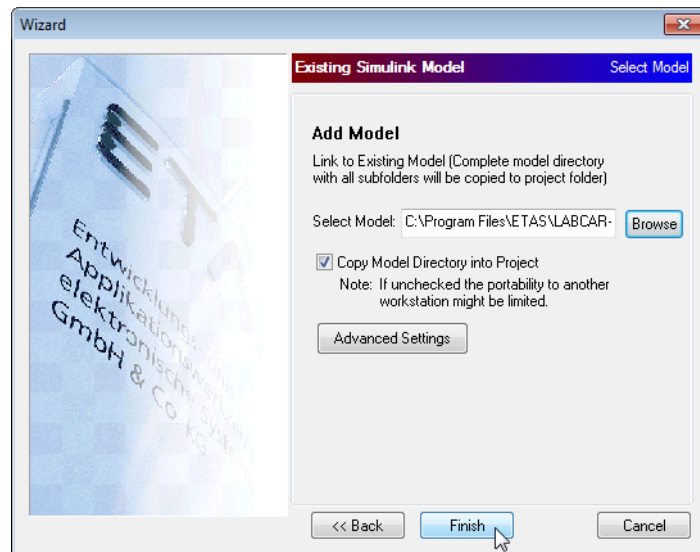 Wizard
Existing Simulink Model Select Model
ETA
Entwicklungs- und
Applikationswerkzeuge
elektronische Syste
GmbH & Co.KG
Add Model
Link to Existing Model (Complete model directory
with all subfolders will be copied to project folder)
Select Model: C:\Program Files\ETAS\LABCAR- Browse
Copy Model Directory into Project
Note: If unchecked the portability to another
workstation might be limited.
Advanced Settings
<< Back Finish Cancel